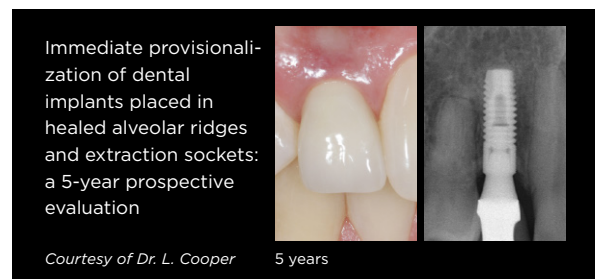 Immediate provisionali-
zation of dental
implants placed in
healed alveolar ridges
and extraction sockets:
a 5-year prospective
evaluation
Courtesy of Dr. L. Cooper
5 years